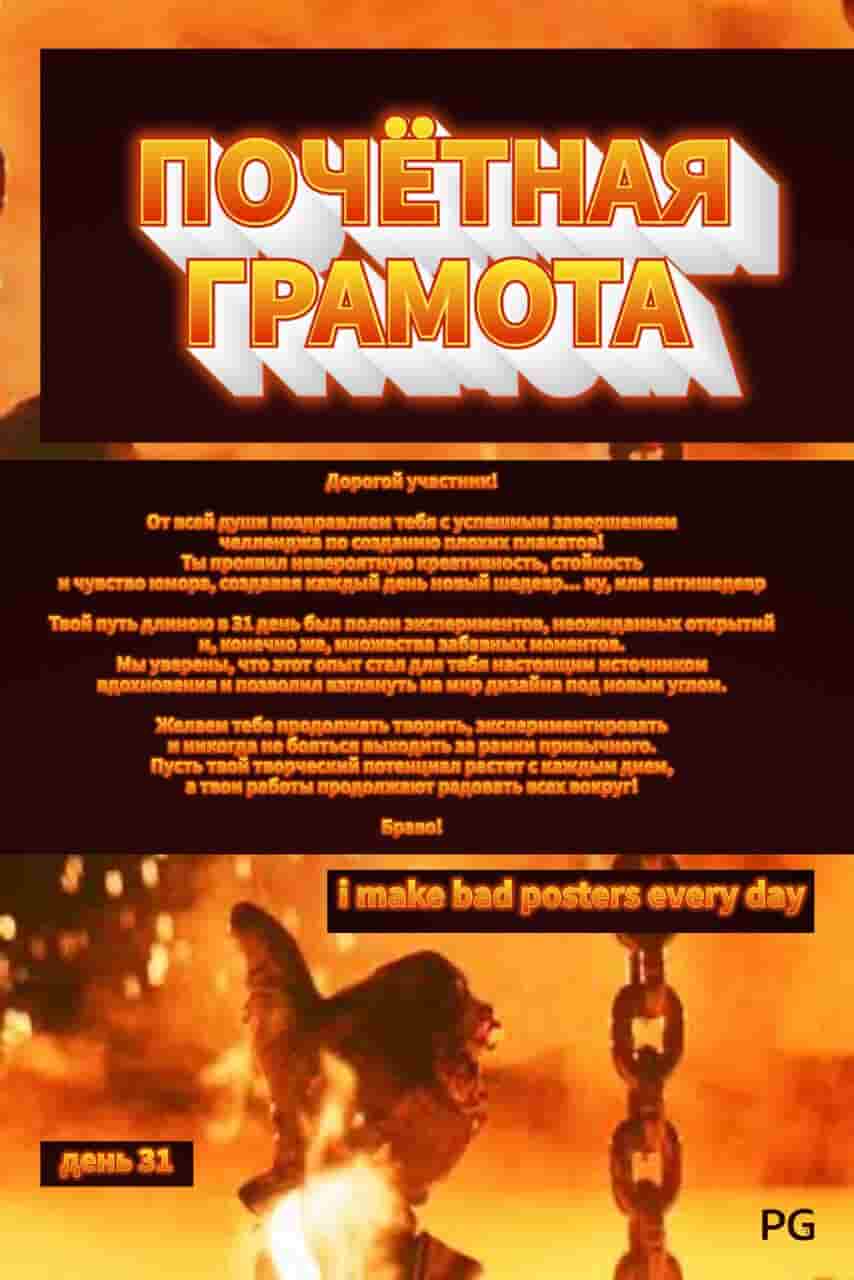 ПОЧЁТНАЯ
ГРАМОТА
Дорогой участник!
От всей души поздравляем тебя с успешным завершением
челленджа по созданию плохих плакатов!
Ты проявил невероятную креативность, стойкость
и чувство юмора, создавая каждый день новый шедевр... ну, или антишедевр
Твой путь длиною в 31 день был полон экспериментов, неожиданных открытий
и, конечно же, множества забавных моментов.
Мы уверены, что этот опыт стал для тебя настоящим источником
вдохновения и позволил взглянуть на мир дизайна под новым углом.
Желаем тебе продолжать творить, экспериментировать
и никогда не бояться выходить за рамки привычного.
Пусть твой творческий потенциал растет с каждым днем,
а твои работы продолжают радовать всех вокруг!
Браво!
i make bad posters every day
день 31
PG